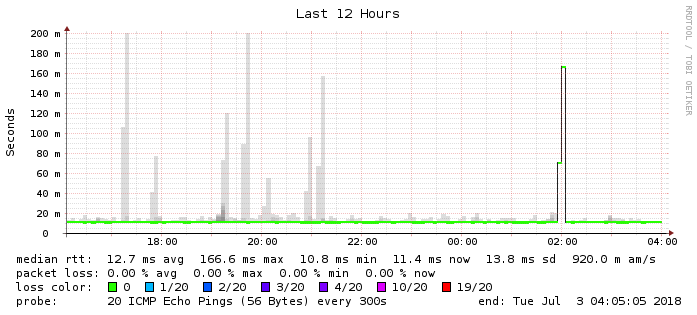 Last 12 Hours
RRDTOOL / TOBI OETIKER
Seconds
200 m
180 m
160 m
140 m
120 m
100 m
80 m
60 m
40 m
20 m
0
18:00 20:00 22:00 00:00 02:00 04:00
median rtt: 12.7 ms avg 166.6 ms max 10.8 ms min 11.4 ms now 13.8 ms sd 920.0 m am/s
packet loss: 0.00 % avg 0.00 % max 0.00 % min 0.00 % now
loss color: 0 1/20 2/20 3/20 4/20 10/20 19/20
probe: 20 ICMP Echo Pings (56 Bytes) every 300s end: Tue Jul 3 04:05:05 2018